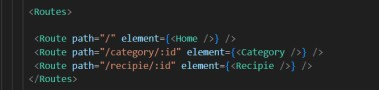 <Routes>
<Route path="/" element={<Home />} />
<Route path="/category/:id" element={<Category />} />
<Route path="/recipie/:id" element={<Recipie />} />
</Routes>